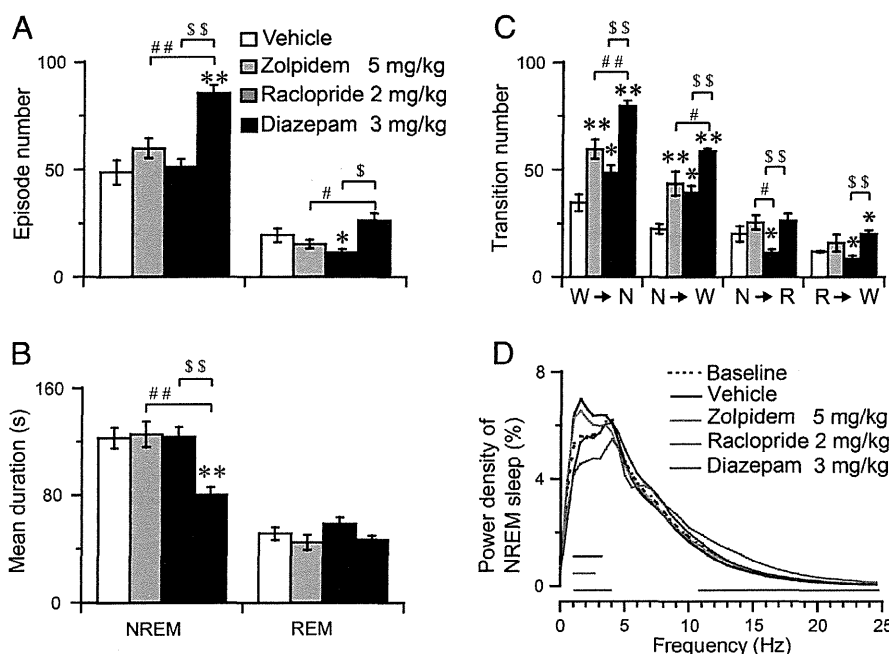 A
Episode number
100
50
0
# #
$ $
**
#
$
*
Vehicle
Zolpidem 5 mg/kg
Raclopride 2 mg/kg
Diazepam 3 mg/kg
B
Mean duration (s)
160
80
0
# #
$ $
**
NREM
REM
C
Transition number
100
50
0
$ $
# #
**
**
*
*
$ $
#
**
**
*
*
$ $
#
*
$ $
*
*
W → N
N → W
N → R
R → W
D
Power density of
NREM sleep (%)
8
4
0
Baseline
Vehicle
Zolpidem 5 mg/kg
Raclopride 2 mg/kg
Diazepam 3 mg/kg
0 5 10 15 20 25
Frequency (Hz)